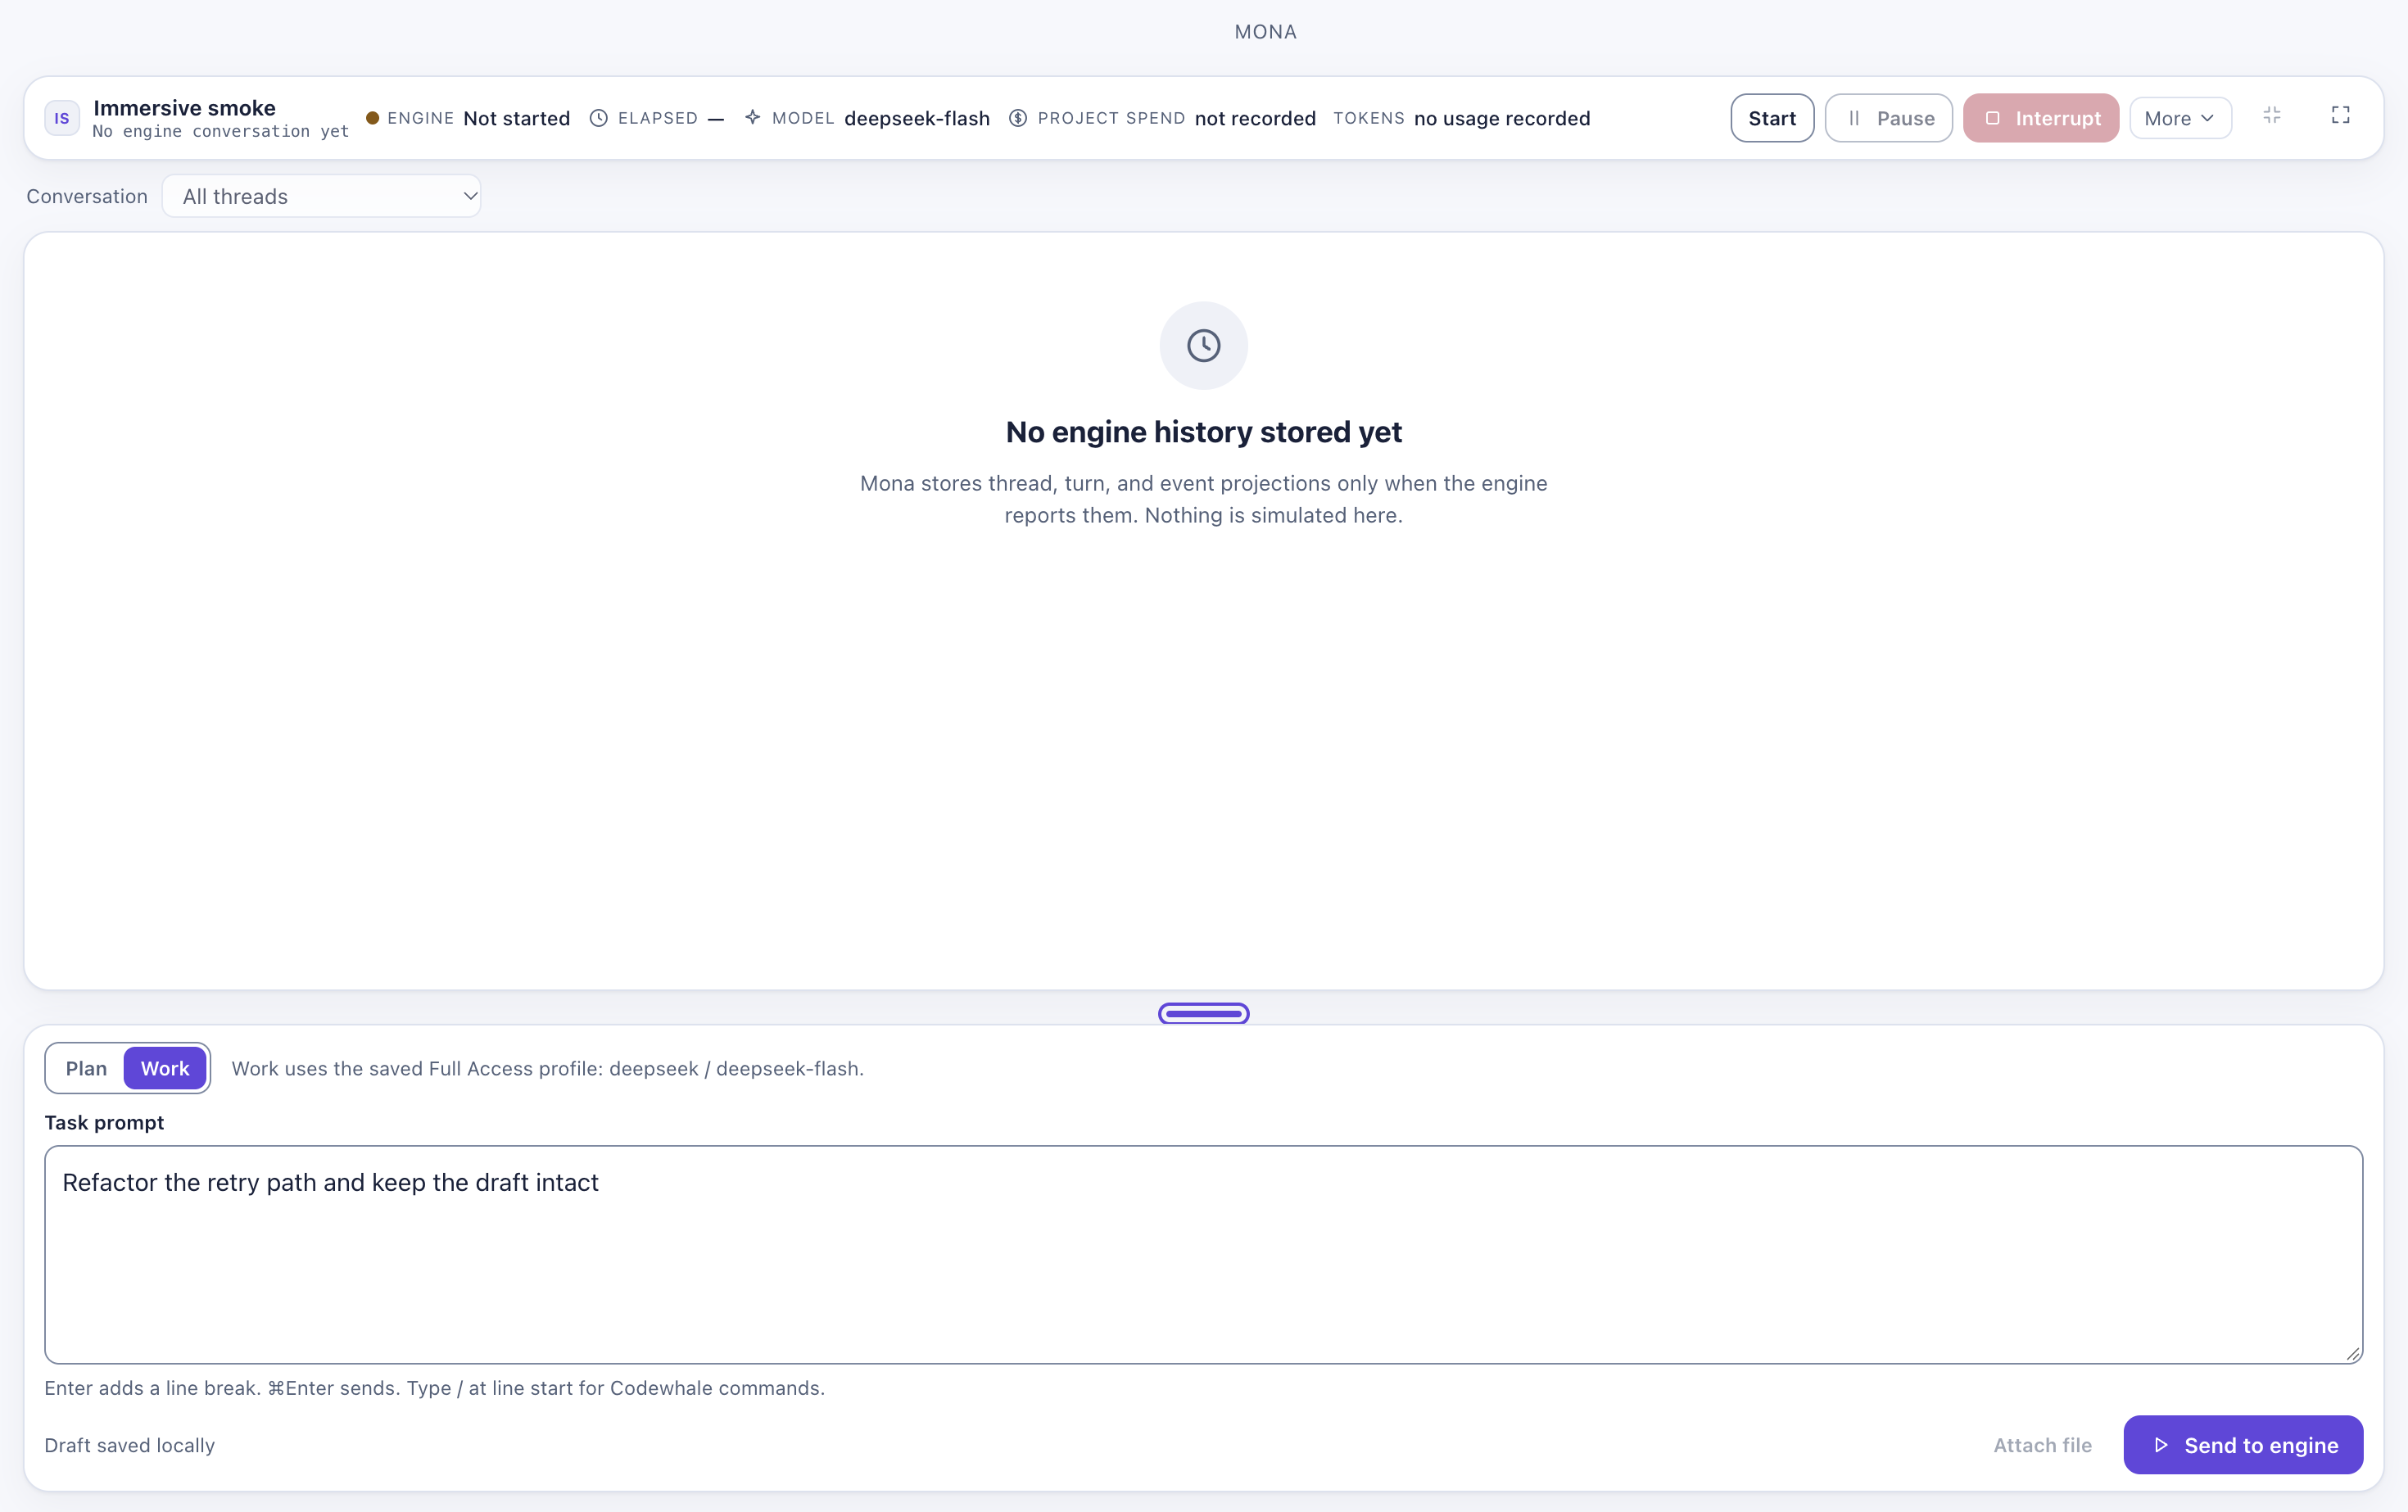 MONA
IS
Immersive smoke
No engine conversation yet
ENGINE Not started ELAPSED — MODEL deepseek-flash PROJECT SPEND not recorded TOKENS no usage recorded
Start Pause Interrupt More
Conversation All threads
No engine history stored yet
Mona stores thread, turn, and event projections only when the engine
reports them. Nothing is simulated here.
Plan Work Work uses the saved Full Access profile: deepseek / deepseek-flash.
Task prompt
Refactor the retry path and keep the draft intact
Enter adds a line break. ⌘Enter sends. Type / at line start for Codewhale commands.
Draft saved locally Attach file Send to engine